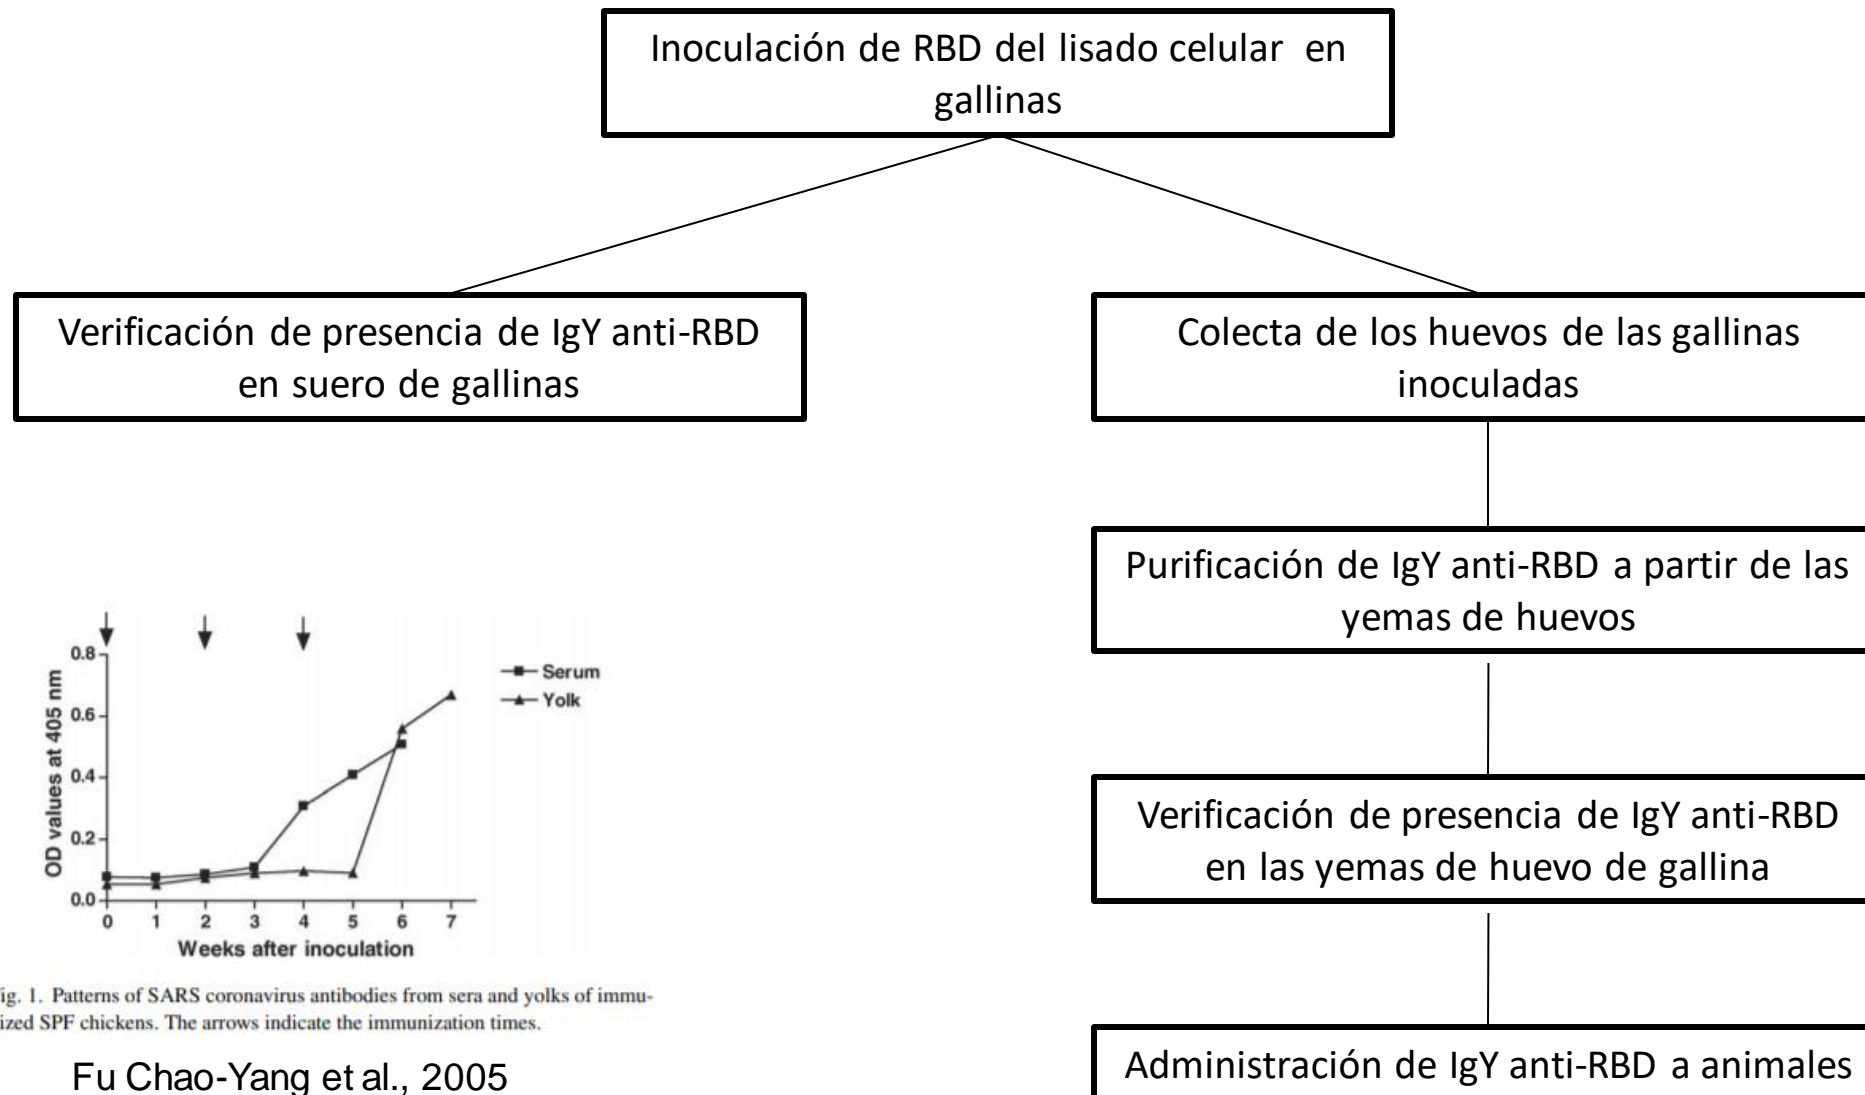 Inoculación de RBD del lisado celular en
gallinas
Verificación de presencia de IgY anti-RBD
en suero de gallinas
Colecta de los huevos de las gallinas
inoculadas
Purificación de IgY anti-RBD a partir de las
yemas de huevos
Verificación de presencia de IgY anti-RBD
en las yemas de huevo de gallina
Administración de IgY anti-RBD a animales
0.8
0.6
0.4
0.2
0.0
OD values at 405 nm
0 1 2 3 4 5 6 7
Weeks after inoculation
Serum
Yolk
ig. 1. Patterns of SARS coronavirus antibodies from sera and yolks of immu-
ized SPF chickens. The arrows indicate the immunization times.
Fu Chao-Yang et al., 2005